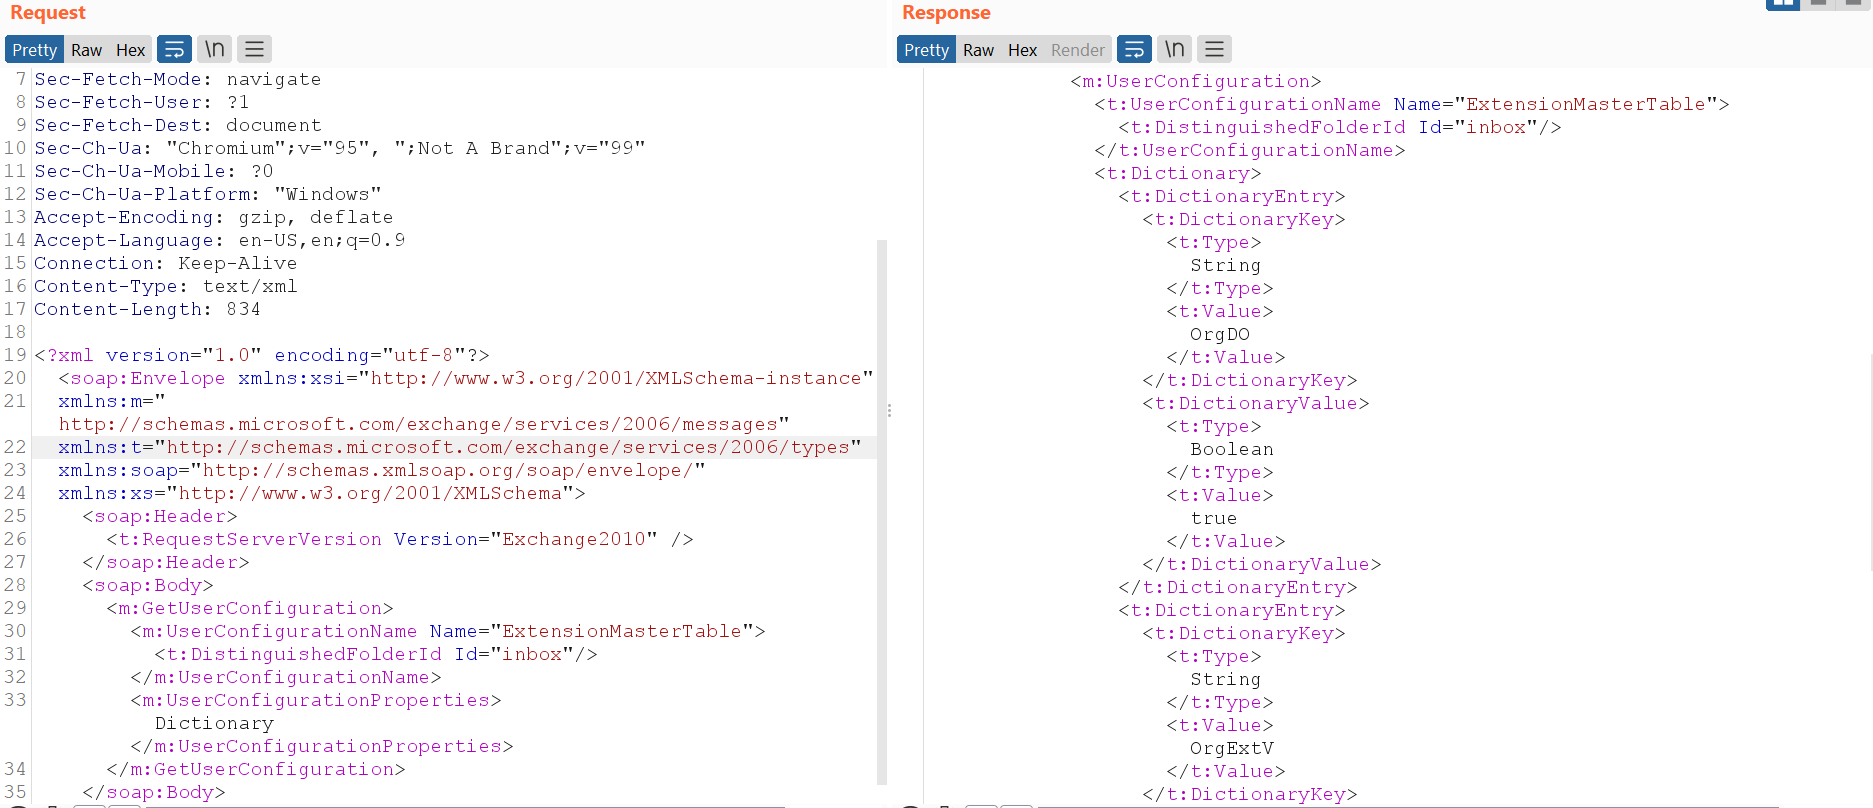 Request
Pretty Raw Hex \n
7 Sec-Fetch-Mode: navigate
8 Sec-Fetch-User: ?1
9 Sec-Fetch-Dest: document
10 Sec-Ch-Ua: "Chromium";v="95", ";Not A Brand";v="99"
11 Sec-Ch-Ua-Mobile: ?0
12 Sec-Ch-Ua-Platform: "Windows"
13 Accept-Encoding: gzip, deflate
14 Accept-Language: en-US,en;q=0.9
15 Connection: Keep-Alive
16 Content-Type: text/xml
17 Content-Length: 834
18
19 <?xml version="1.0" encoding="utf-8"?>
20 <soap:Envelope xmlns:xsi="http://www.w3.org/2001/XMLSchema-instance"
21 xmlns:m="
http://schemas.microsoft.com/exchange/services/2006/messages"
22 xmlns:t="http://schemas.microsoft.com/exchange/services/2006/types"
23 xmlns:soap="http://schemas.xmlsoap.org/soap/envelope/"
24 xmlns:xs="http://www.w3.org/2001/XMLSchema">
25 <soap:Header>
26 <t:RequestServerVersion Version="Exchange2010" />
27 </soap:Header>
28 <soap:Body>
29 <m:GetUserConfiguration>
30 <m:UserConfigurationName Name="ExtensionMasterTable">
31 <t:DistinguishedFolderId Id="inbox"/>
32 </m:UserConfigurationName>
33 <m:UserConfigurationProperties>
Dictionary
</m:UserConfigurationProperties>
34 </m:GetUserConfiguration>
35 </soap:Body>
Response
Pretty Raw Hex Render \n
<m:UserConfiguration>
<t:UserConfigurationName Name="ExtensionMasterTable">
<t:DistinguishedFolderId Id="inbox"/>
</t:UserConfigurationName>
<t:Dictionary>
<t:DictionaryEntry>
<t:DictionaryKey>
<t:Type>
String
</t:Type>
<t:Value>
OrgDO
</t:Value>
</t:DictionaryKey>
<t:DictionaryValue>
<t:Type>
Boolean
</t:Type>
<t:Value>
true
</t:Value>
</t:DictionaryValue>
</t:DictionaryEntry>
<t:DictionaryEntry>
<t:DictionaryKey>
<t:Type>
String
</t:Type>
<t:Value>
OrgExtV
</t:Value>
</t:DictionaryKey>